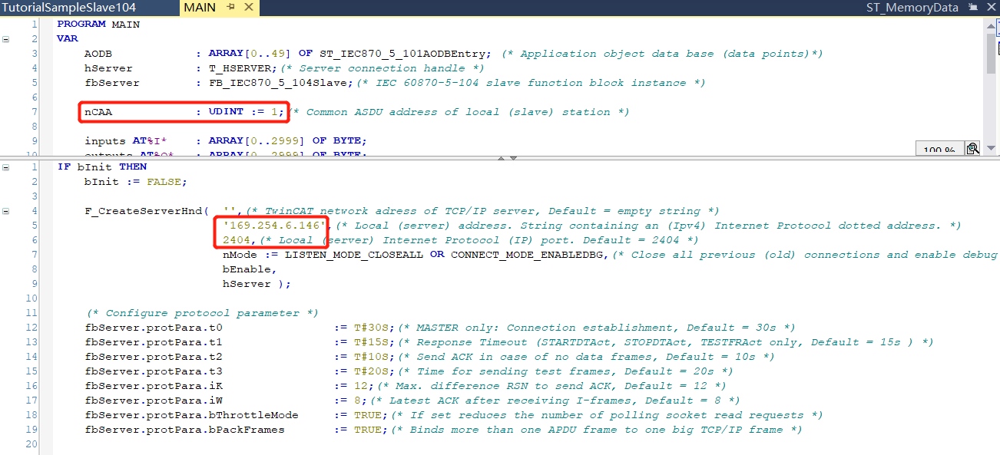 TutorialSampleSlave104 MAIN ST_MemoryData
1 PROGRAM MAIN
2 VAR
3 AODB : ARRAY[0..49] OF ST_IEC870_5_101AODBEntry; (* Application object data base (data points)*)
4 hServer : T_HSERVER;(* Server connection handle *)
5 fbServer : FB_IEC870_5_104Slave;(* IEC 60870-5-104 slave function block instance *)
6
7 nCAA : UDINT := 1;(* Common ASDU address of local (slave) station *)
8
9 inputs AT%I* : ARRAY[0..2999] OF BYTE;
10 outputs AT%Q* : ARRAY[0..2999] OF BYTE;
100 %
1 IF bInit THEN
2 bInit := FALSE;
3
4 F_CreateServerHnd( '',(* TwinCAT network adress of TCP/IP server, Default = empty string *)
5 '169.254.6.146',(* Local (server) address. String containing an (Ipv4) Internet Protocol dotted address. *)
6 2404,(* Local (server) Internet Protocol (IP) port. Default = 2404 *)
7 nMode := LISTEN_MODE_CLOSEALL OR CONNECT_MODE_ENABLEDBG,(* Close all previous (old) connections and enable debug
8 bEnable,
9 hServer );
10
11 (* Configure protocol parameter *)
12 fbServer.protPara.t0 := T#30S;(* MASTER only: Connection establishment, Default = 30s *)
13 fbServer.protPara.t1 := T#15S;(* Response Timeout (STARTDTAct, STOPDTAct, TESTFRAct only, Default = 15s ) *)
14 fbServer.protPara.t2 := T#10S;(* Send ACK in case of no data frames, Default = 10s *)
15 fbServer.protPara.t3 := T#20S;(* Time for sending test frames, Default = 20s *)
16 fbServer.protPara.iK := 12;(* Max. difference RSN to send ACK, Default = 12 *)
17 fbServer.protPara.iW := 8;(* Latest ACK after receiving I-frames, Default = 8 *)
18 fbServer.protPara.bThrottleMode := TRUE;(* If set reduces the number of polling socket read requests *)
19 fbServer.protPara.bPackFrames := TRUE;(* Binds more than one APDU frame to one big TCP/IP frame *)
20